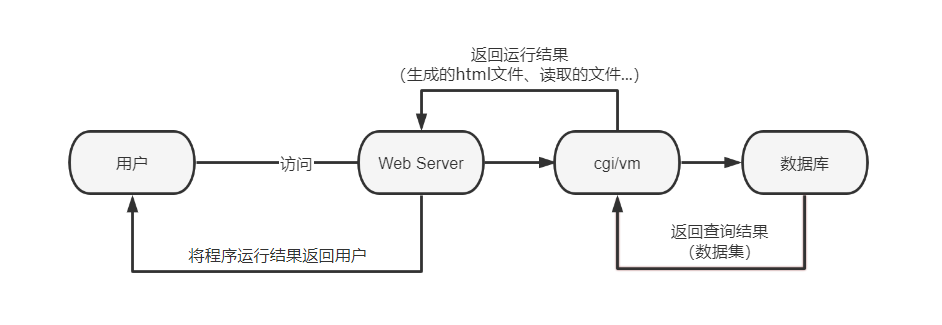 返回运行结果
（生成的html文件、读取的文件...）
用户
访问
Web Server
cgi/vm
数据库
返回查询结果
（数据集）
将程序运行结果返回用户